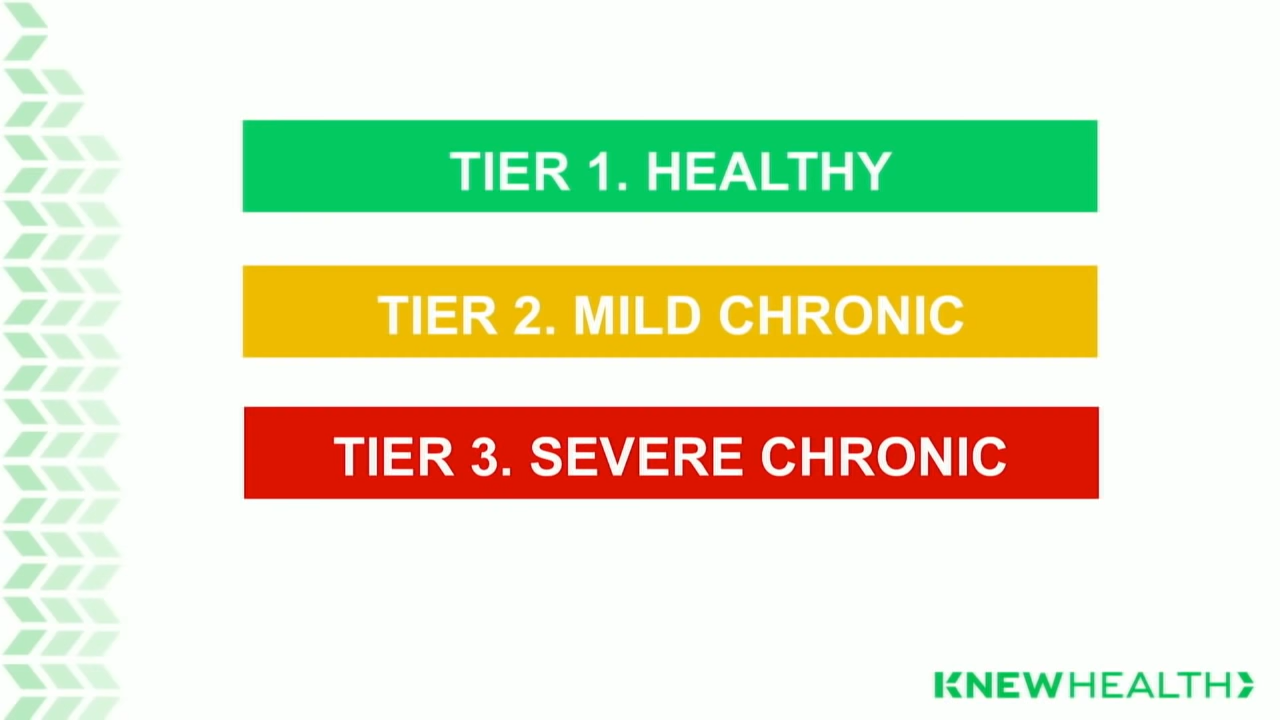 TIER 1. HEALTHY
TIER 2. MILD CHRONIC
TIER 3. SEVERE CHRONIC
KNEWHEALTH